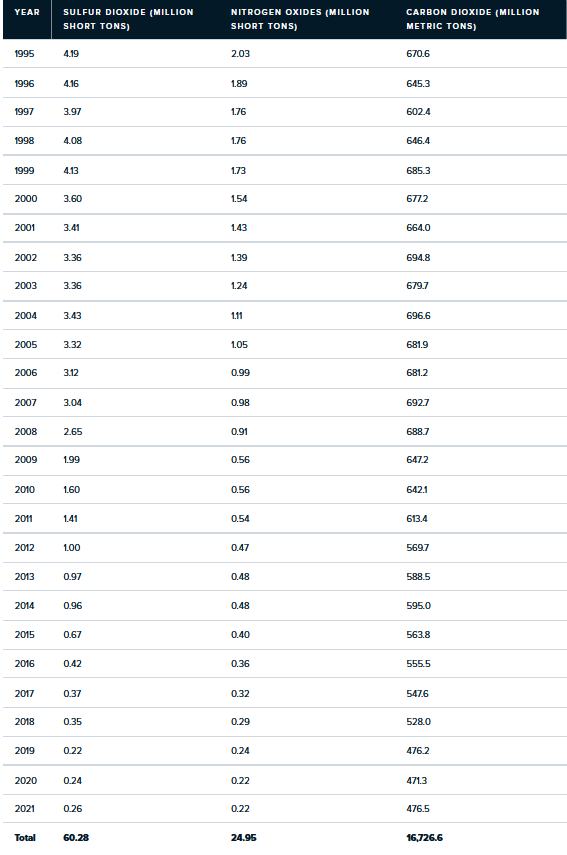 YEAR SULFUR DIOXIDE (MILLION SHORT TONS) NITROGEN OXIDES (MILLION SHORT TONS) CARBON DIOXIDE (MILLION METRIC TONS)
1995 4.19 2.03 670.6
1996 4.16 1.89 645.3
1997 3.97 1.76 602.4
1998 4.08 1.76 646.4
1999 4.13 1.73 685.3
2000 3.60 1.54 677.2
2001 3.41 1.43 664.0
2002 3.36 1.39 694.8
2003 3.36 1.24 679.7
2004 3.43 1.11 696.6
2005 3.32 1.05 681.9
2006 3.12 0.99 681.2
2007 3.04 0.98 692.7
2008 2.65 0.91 688.7
2009 1.99 0.56 647.2
2010 1.60 0.56 642.1
2011 1.41 0.54 613.4
2012 1.00 0.47 569.7
2013 0.97 0.48 588.5
2014 0.96 0.48 595.0
2015 0.67 0.40 563.8
2016 0.42 0.36 555.5
2017 0.37 0.32 547.6
2018 0.35 0.29 528.0
2019 0.22 0.24 476.2
2020 0.24 0.22 471.3
2021 0.26 0.22 476.5
Total 60.28 24.95 16,726.6